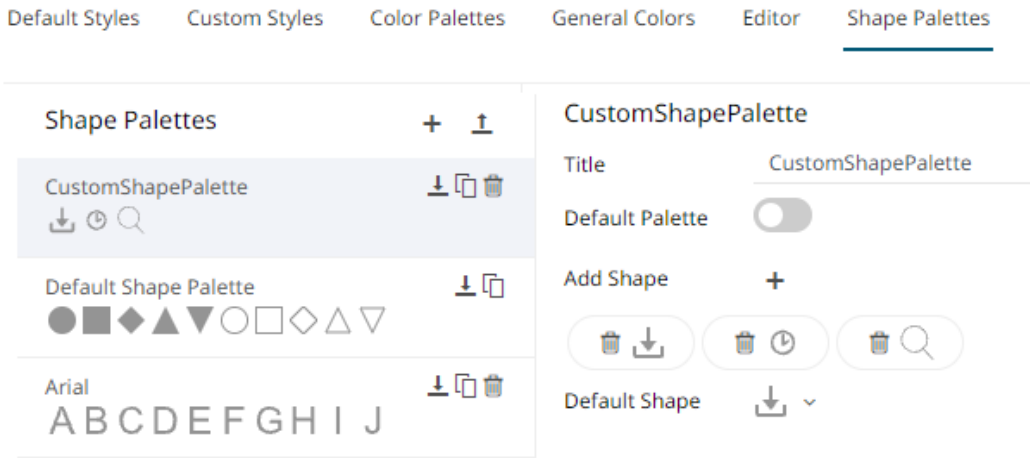 Default Styles Custom Styles Color Palettes General Colors Editor Shape Palettes
Shape Palettes
CustomShapePalette
Default Shape Palette
Arial
A B C D E F G H I J
CustomShapePalette
Title CustomShapePalette
Default Palette
Add Shape
Default Shape